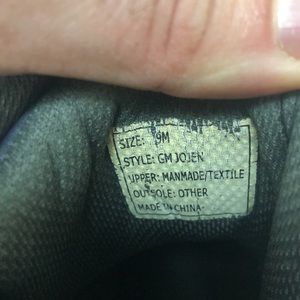 SIZE: 9M
STYLE: GM JOJEN
UPPER: MANMADE/TEXTILE
OUTSOLE: OTHER
MADE IN CHINA